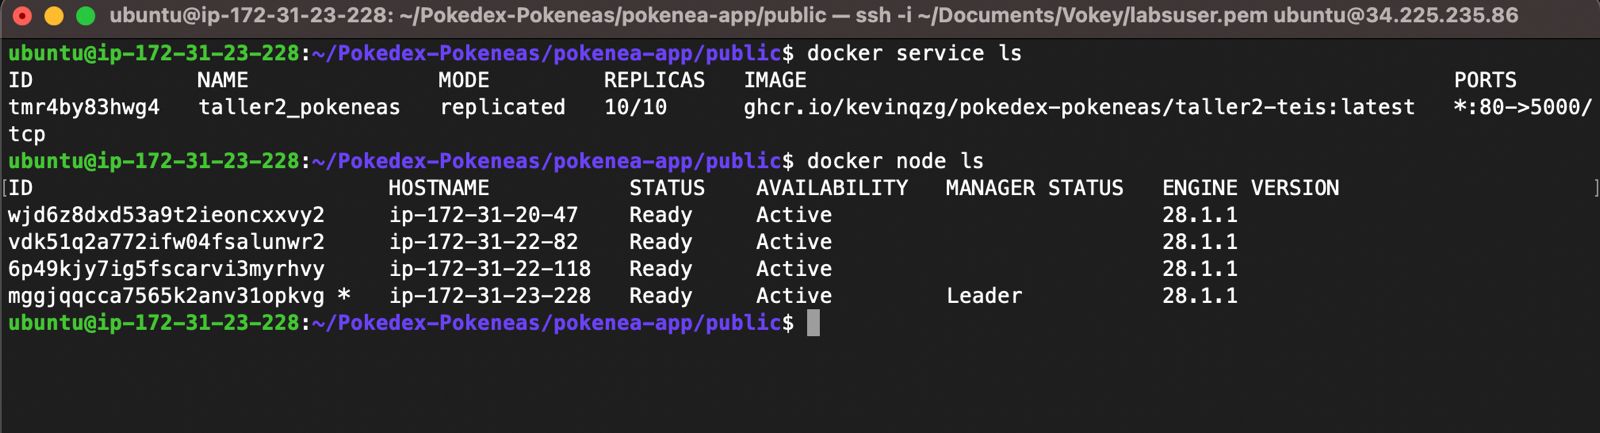 ubuntu@ip-172-31-23-228: ~/Pokedex-Pokeneas/pokenea-app/public — ssh -i ~/Documents/Vokey/labsuser.pem ubuntu@34.225.235.86
ubuntu@ip-172-31-23-228:~/Pokedex-Pokeneas/pokenea-app/public$ docker service ls
ID NAME MODE REPLICAS IMAGE PORTS
tmr4by83hwg4 taller2_pokeneas replicated 10/10 ghcr.io/kevinqzg/pokedex-pokeneas/taller2-teis:latest *:80->5000/
tcp
ubuntu@ip-172-31-23-228:~/Pokedex-Pokeneas/pokenea-app/public$ docker node ls
[ID HOSTNAME STATUS AVAILABILITY MANAGER STATUS ENGINE VERSION ]
wjd6z8dxd53a9t2ieoncxxvy2 ip-172-31-20-47 Ready Active 28.1.1
vdk51q2a772ifw04fsalunwr2 ip-172-31-22-82 Ready Active 28.1.1
6p49kjy7ig5fscarvi3myrhvy ip-172-31-22-118 Ready Active 28.1.1
mggjqqcca7565k2anv31opkvg * ip-172-31-23-228 Ready Active Leader 28.1.1
ubuntu@ip-172-31-23-228:~/Pokedex-Pokeneas/pokenea-app/public$